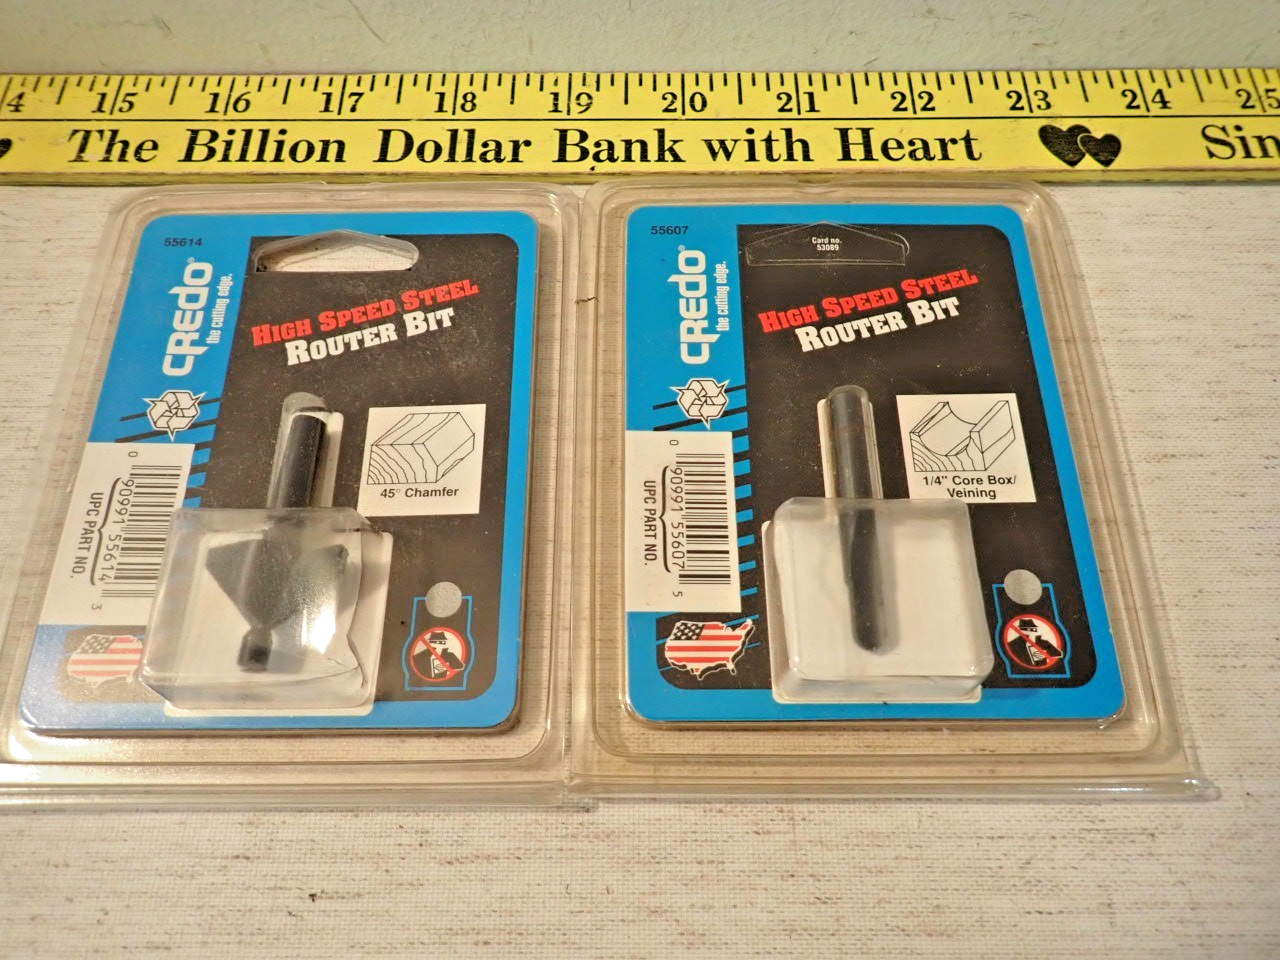 4 15 16 17 18 19 20 21 22 23 24 25
The Billion Dollar Bank with Heart Sin
55614
CREDO
the cutting edge.
HIGH SPEED STEEL
ROUTER BIT
45° Chamfer
0 90991 55614 3
UPC PART NO.
55607
Card no.
53089
CREDO
the cutting edge.
HIGH SPEED STEEL
ROUTER BIT
1/4" Core Box/
Veining
0 90991 55607 5
UPC PART NO.